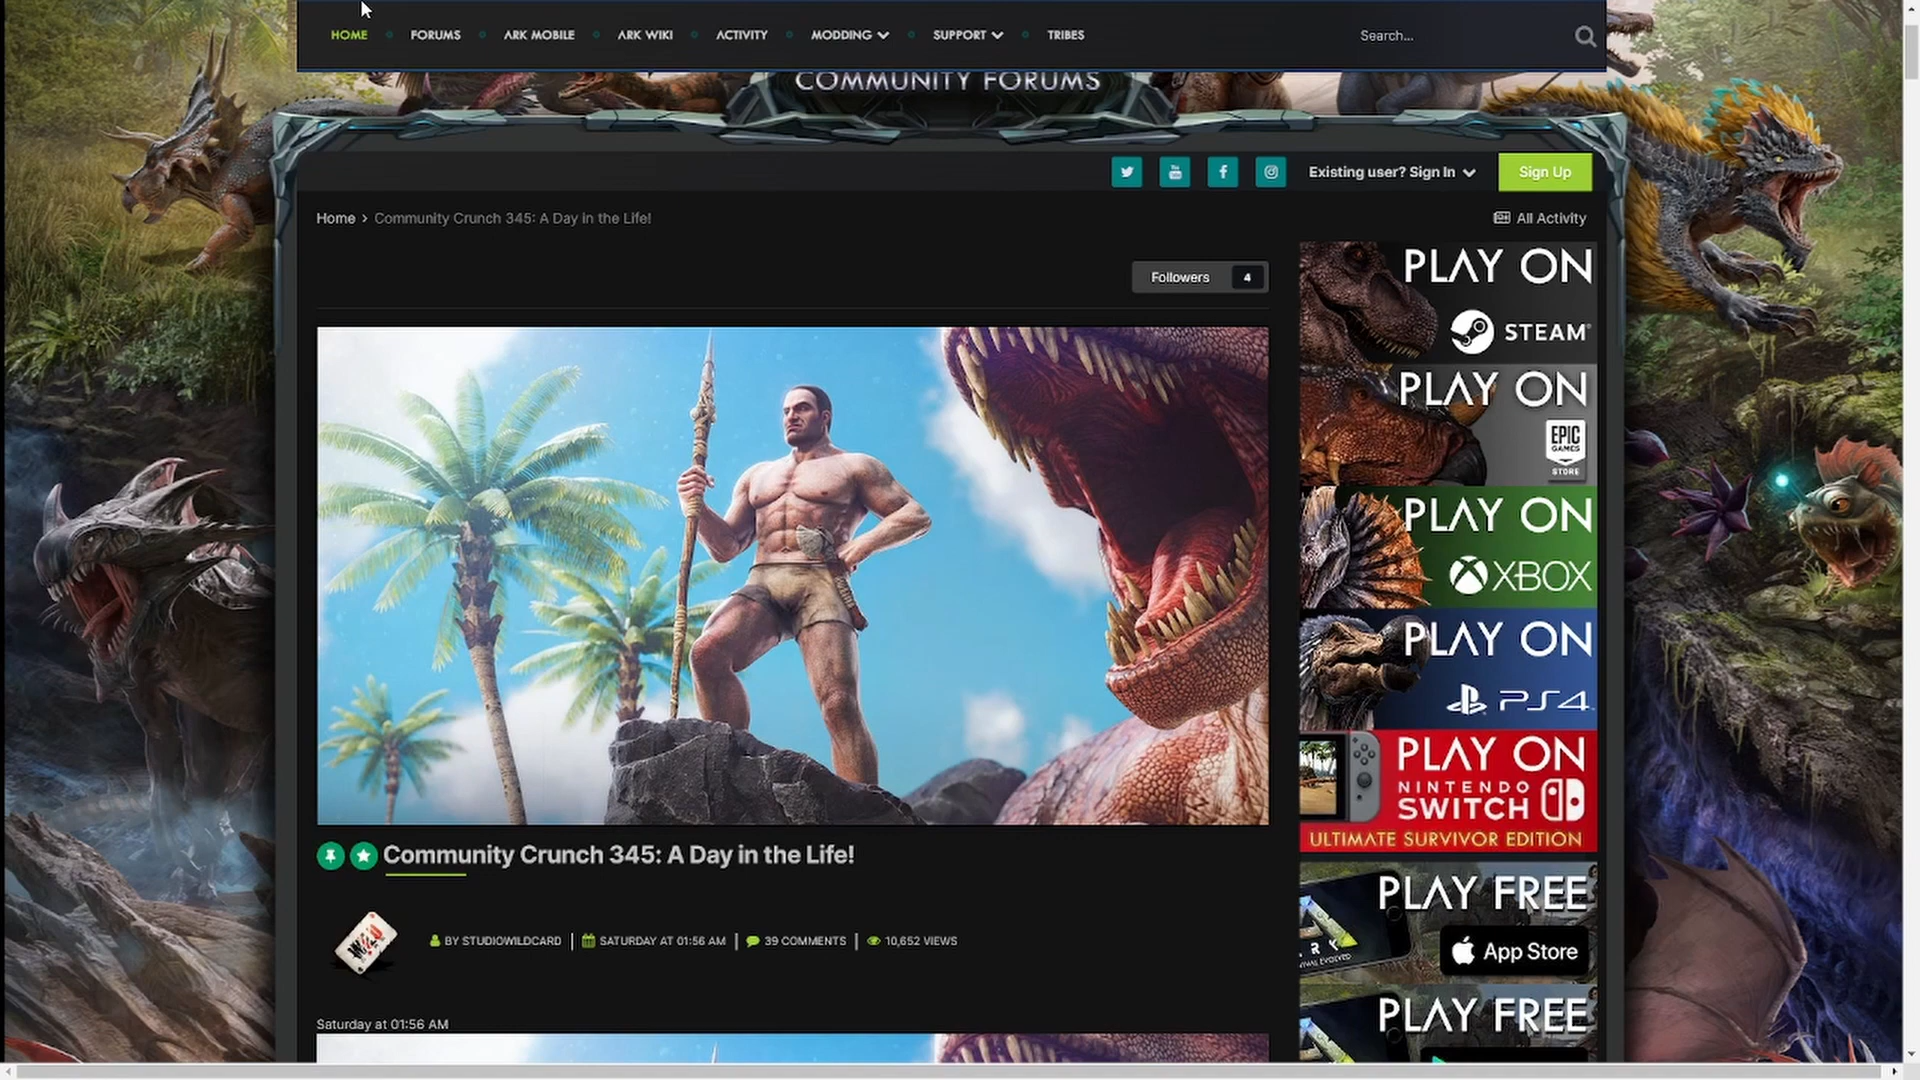 HOME
FORUMS
ARK MOBILE
ARK WIKI
ACTIVITY
MODDING
SUPPORT
TRIBES
Search...
COMMUNITY FORUMS
Existing user? Sign In
Sign Up
Home > Community Crunch 345: A Day in the Life!
All Activity
Followers 4
PLAY ON
STEAM
PLAY ON
EPIC
GAMES
STORE
PLAY ON
XBOX
PLAY ON
PS4
PLAY ON
NINTENDO
SWITCH
ULTIMATE SURVIVOR EDITION
Community Crunch 345: A Day in the Life!
BY STUDIOWILDCARD | SATURDAY AT 01:56 AM | 39 COMMENTS | 10,652 VIEWS
PLAY FREE
App Store
Saturday at 01:56 AM
PLAY FREE